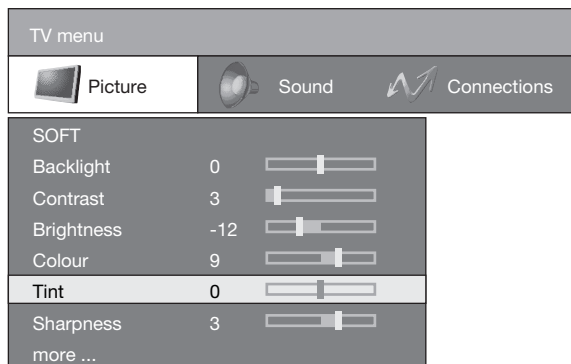 TV menu
Picture Sound Connections
SOFT
Backlight 0
Contrast 3
Brightness -12
Colour 9
Tint 0
Sharpness 3
more ...